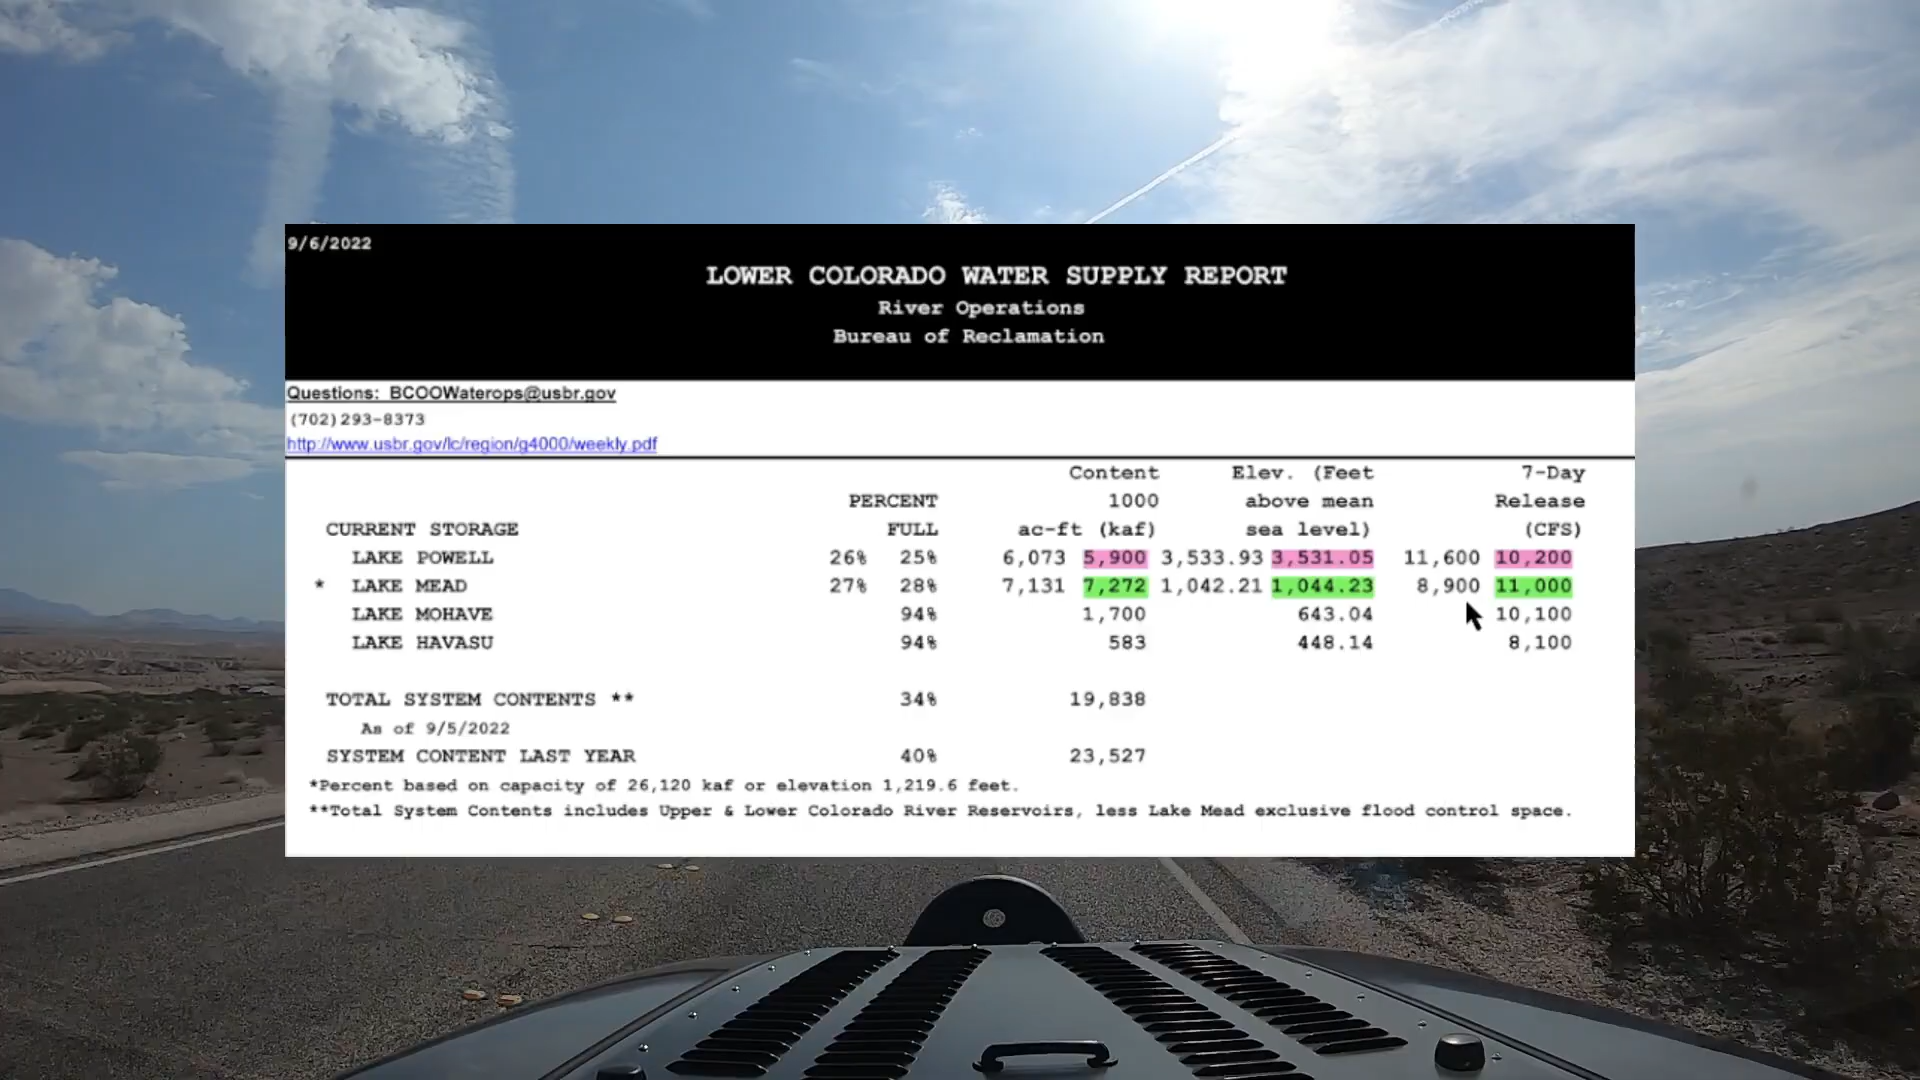 9/6/2022
LOWER COLORADO WATER SUPPLY REPORT
River Operations
Bureau of Reclamation
Questions: BCOOWaterops@usbr.gov
(702)293-8373
http://www.usbr.gov/lc/region/g4000/weekly.pdf
Content Elev. (Feet 7-Day
PERCENT 1000 above mean Release
CURRENT STORAGE FULL ac-ft (kaf) sea level) (CFS)
LAKE POWELL 26% 25% 6,073 5,900 3,533.93 3,531.05 11,600 10,200
* LAKE MEAD 27% 28% 7,131 7,272 1,042.21 1,044.23 8,900 11,000
LAKE MOHAVE 94% 1,700 643.04 10,100
LAKE HAVASU 94% 583 448.14 8,100
TOTAL SYSTEM CONTENTS ** 34% 19,838
As of 9/5/2022
SYSTEM CONTENT LAST YEAR 40% 23,527
*Percent based on capacity of 26,120 kaf or elevation 1,219.6 feet.
**Total System Contents includes Upper & Lower Colorado River Reservoirs, less Lake Mead exclusive flood control space.